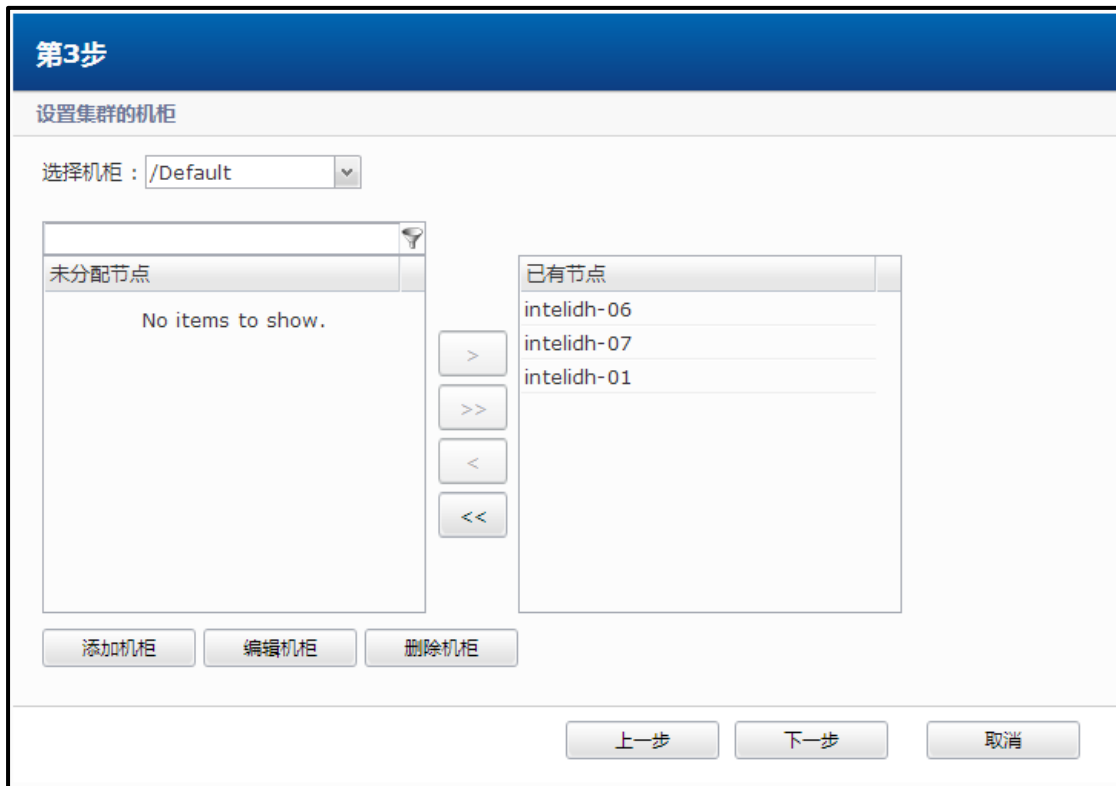 第3步
设置集群的机柜
选择机柜：/Default
未分配节点
No items to show.
已有节点
intelidh-06
intelidh-07
intelidh-01
>
>>
<
<<
添加机柜 编辑机柜 删除机柜
上一步 下一步 取消